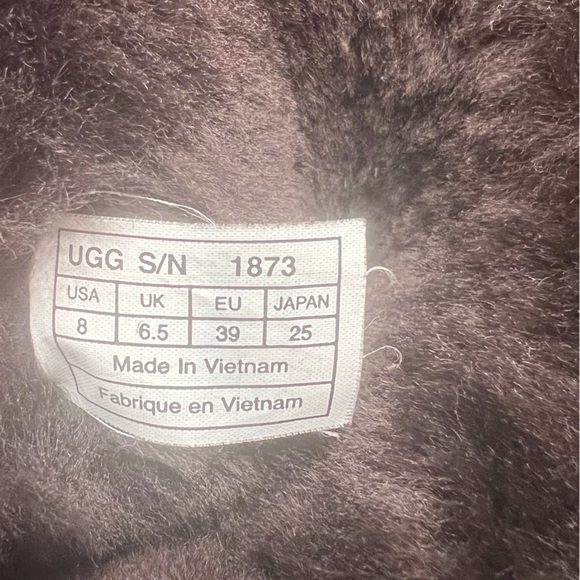 UGG S/N 1873
USA UK EU JAPAN
8 6.5 39 25
Made In Vietnam
Fabrique en Vietnam